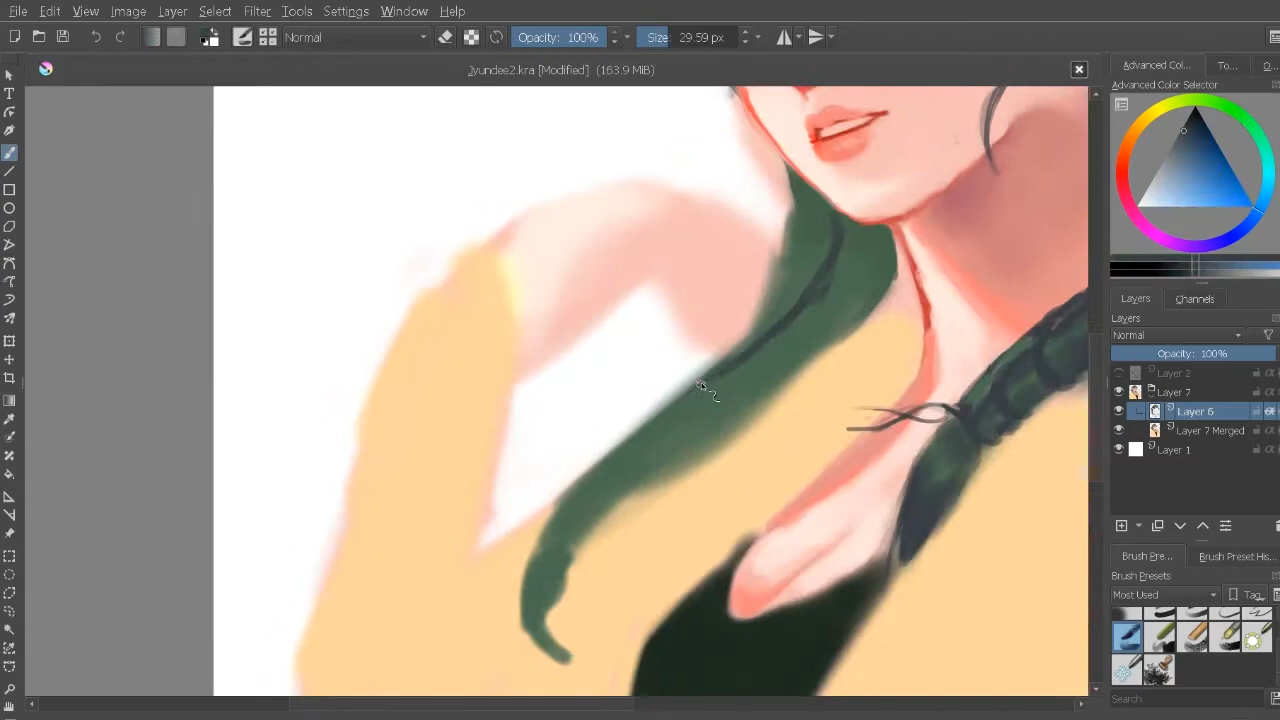 File Edit View Image Layer Select Filter Tools Settings Window Help
Normal Opacity: 100% Size: 29.59 px
Jyundee2.kra [Modified] (163.9 MiB)
Advanced Col... To... O...
Advanced Color Selector
Layers Channels
Layers
Normal
Opacity: 100%
Layer 2
Layer 7
Layer 6
Layer 7 Merged
Layer 1
Brush Pre... Brush Preset His...
Brush Presets
Most Used Tag
Search